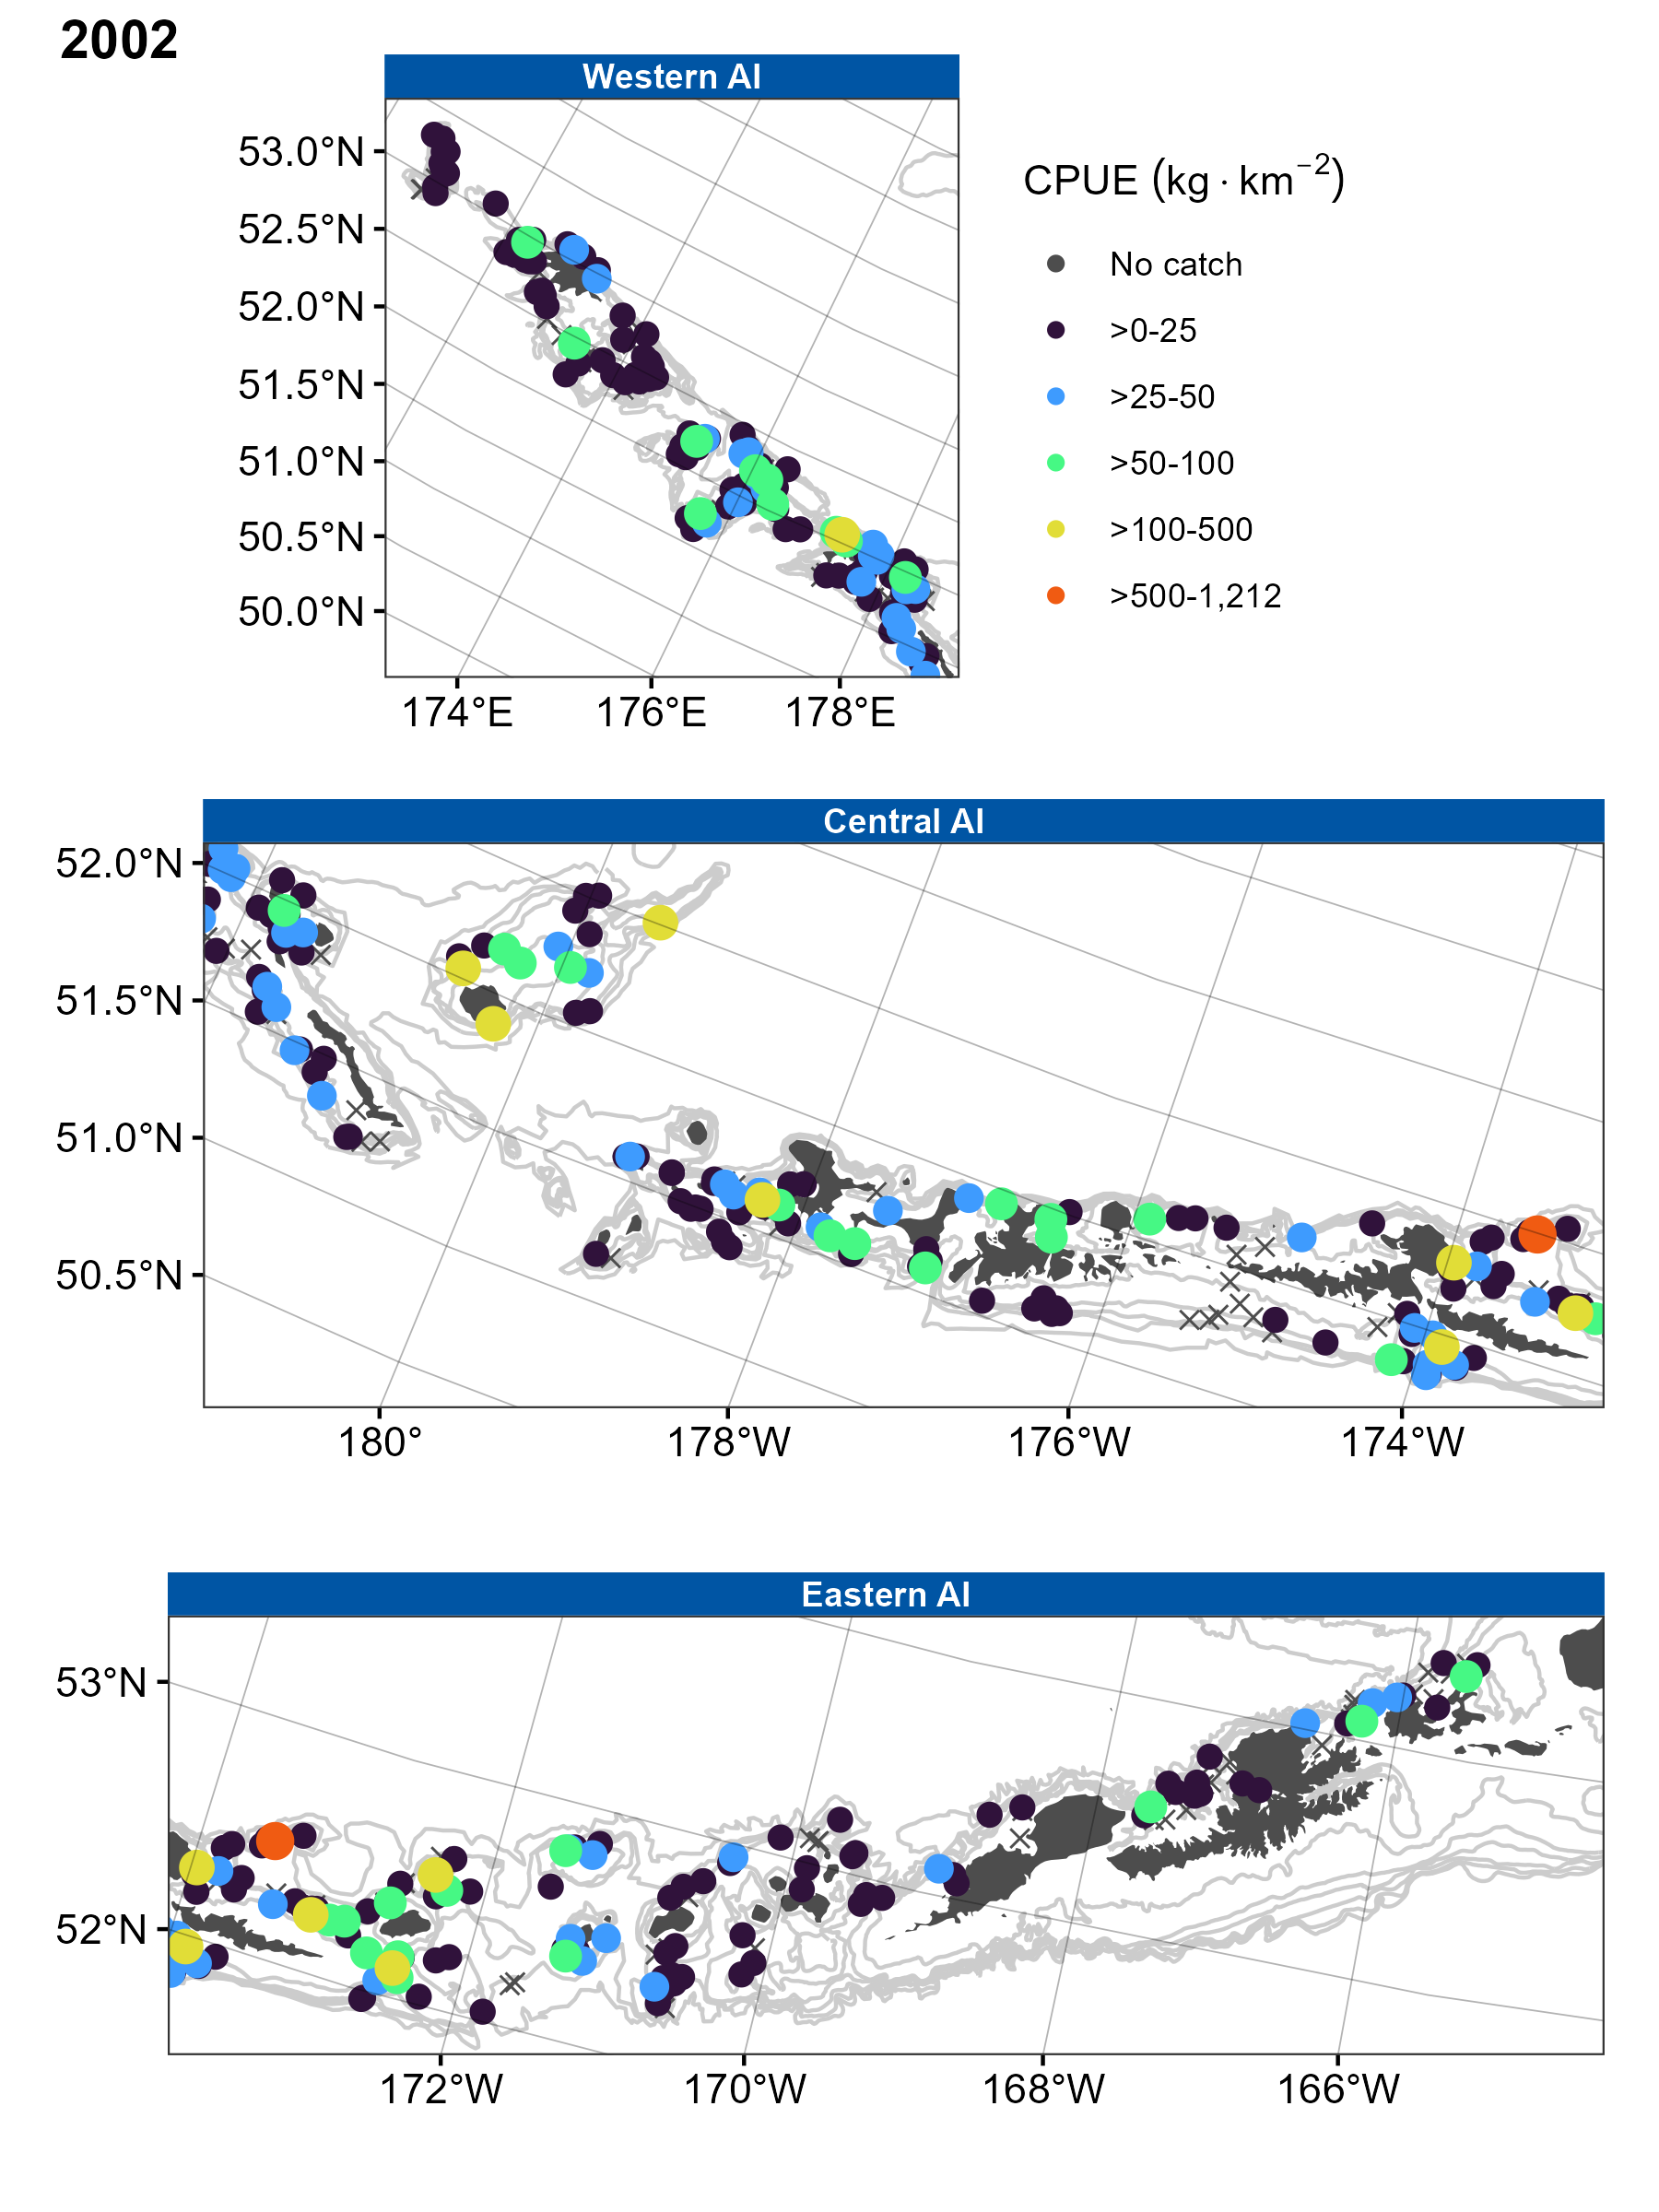 2002
Western AI
53.0°N
52.5°N
52.0°N
51.5°N
51.0°N
50.5°N
50.0°N
174°E 176°E 178°E
CPUE (kg · km⁻²)
No catch
>0-25
>25-50
>50-100
>100-500
>500-1,212
Central AI
52.0°N
51.5°N
51.0°N
50.5°N
180° 178°W 176°W 174°W
Eastern AI
53°N
52°N
172°W 170°W 168°W 166°W